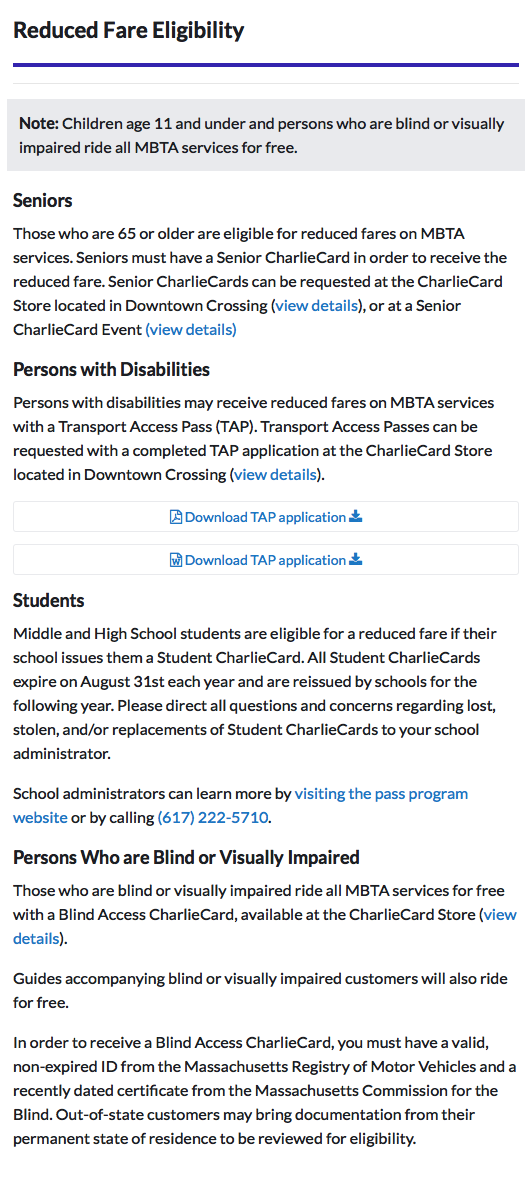 Reduced Fare Eligibility
Note: Children age 11 and under and persons who are blind or visually
impaired ride all MBTA services for free.
Seniors
Those who are 65 or older are eligible for reduced fares on MBTA
services. Seniors must have a Senior CharlieCard in order to receive the
reduced fare. Senior CharlieCards can be requested at the CharlieCard
Store located in Downtown Crossing (view details), or at a Senior
CharlieCard Event (view details)
Persons with Disabilities
Persons with disabilities may receive reduced fares on MBTA services
with a Transport Access Pass (TAP). Transport Access Passes can be
requested with a completed TAP application at the CharlieCard Store
located in Downtown Crossing (view details).
Download TAP application
Download TAP application
Students
Middle and High School students are eligible for a reduced fare if their
school issues them a Student CharlieCard. All Student CharlieCards
expire on August 31st each year and are reissued by schools for the
following year. Please direct all questions and concerns regarding lost,
stolen, and/or replacements of Student CharlieCards to your school
administrator.
School administrators can learn more by visiting the pass program
website or by calling (617) 222-5710.
Persons Who are Blind or Visually Impaired
Those who are blind or visually impaired ride all MBTA services for free
with a Blind Access CharlieCard, available at the CharlieCard Store (view
details).
Guides accompanying blind or visually impaired customers will also ride
for free.
In order to receive a Blind Access CharlieCard, you must have a valid,
non-expired ID from the Massachusetts Registry of Motor Vehicles and a
recently dated certificate from the Massachusetts Commission for the
Blind. Out-of-state customers may bring documentation from their
permanent state of residence to be reviewed for eligibility.